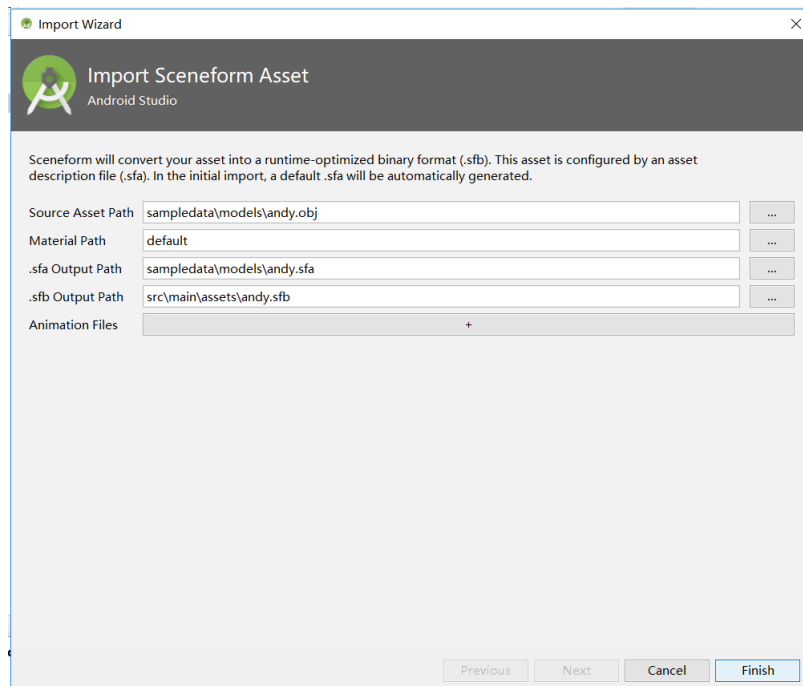 Import Wizard
Import Sceneform Asset
Android Studio
Sceneform will convert your asset into a runtime-optimized binary format (.sfb). This asset is configured by an asset
description file (.sfa). In the initial import, a default .sfa will be automatically generated.
Source Asset Path sampledata\models\andy.obj ...
Material Path default ...
.sfa Output Path sampledata\models\andy.sfa ...
.sfb Output Path src\main\assets\andy.sfb ...
Animation Files +
Previous Next Cancel Finish